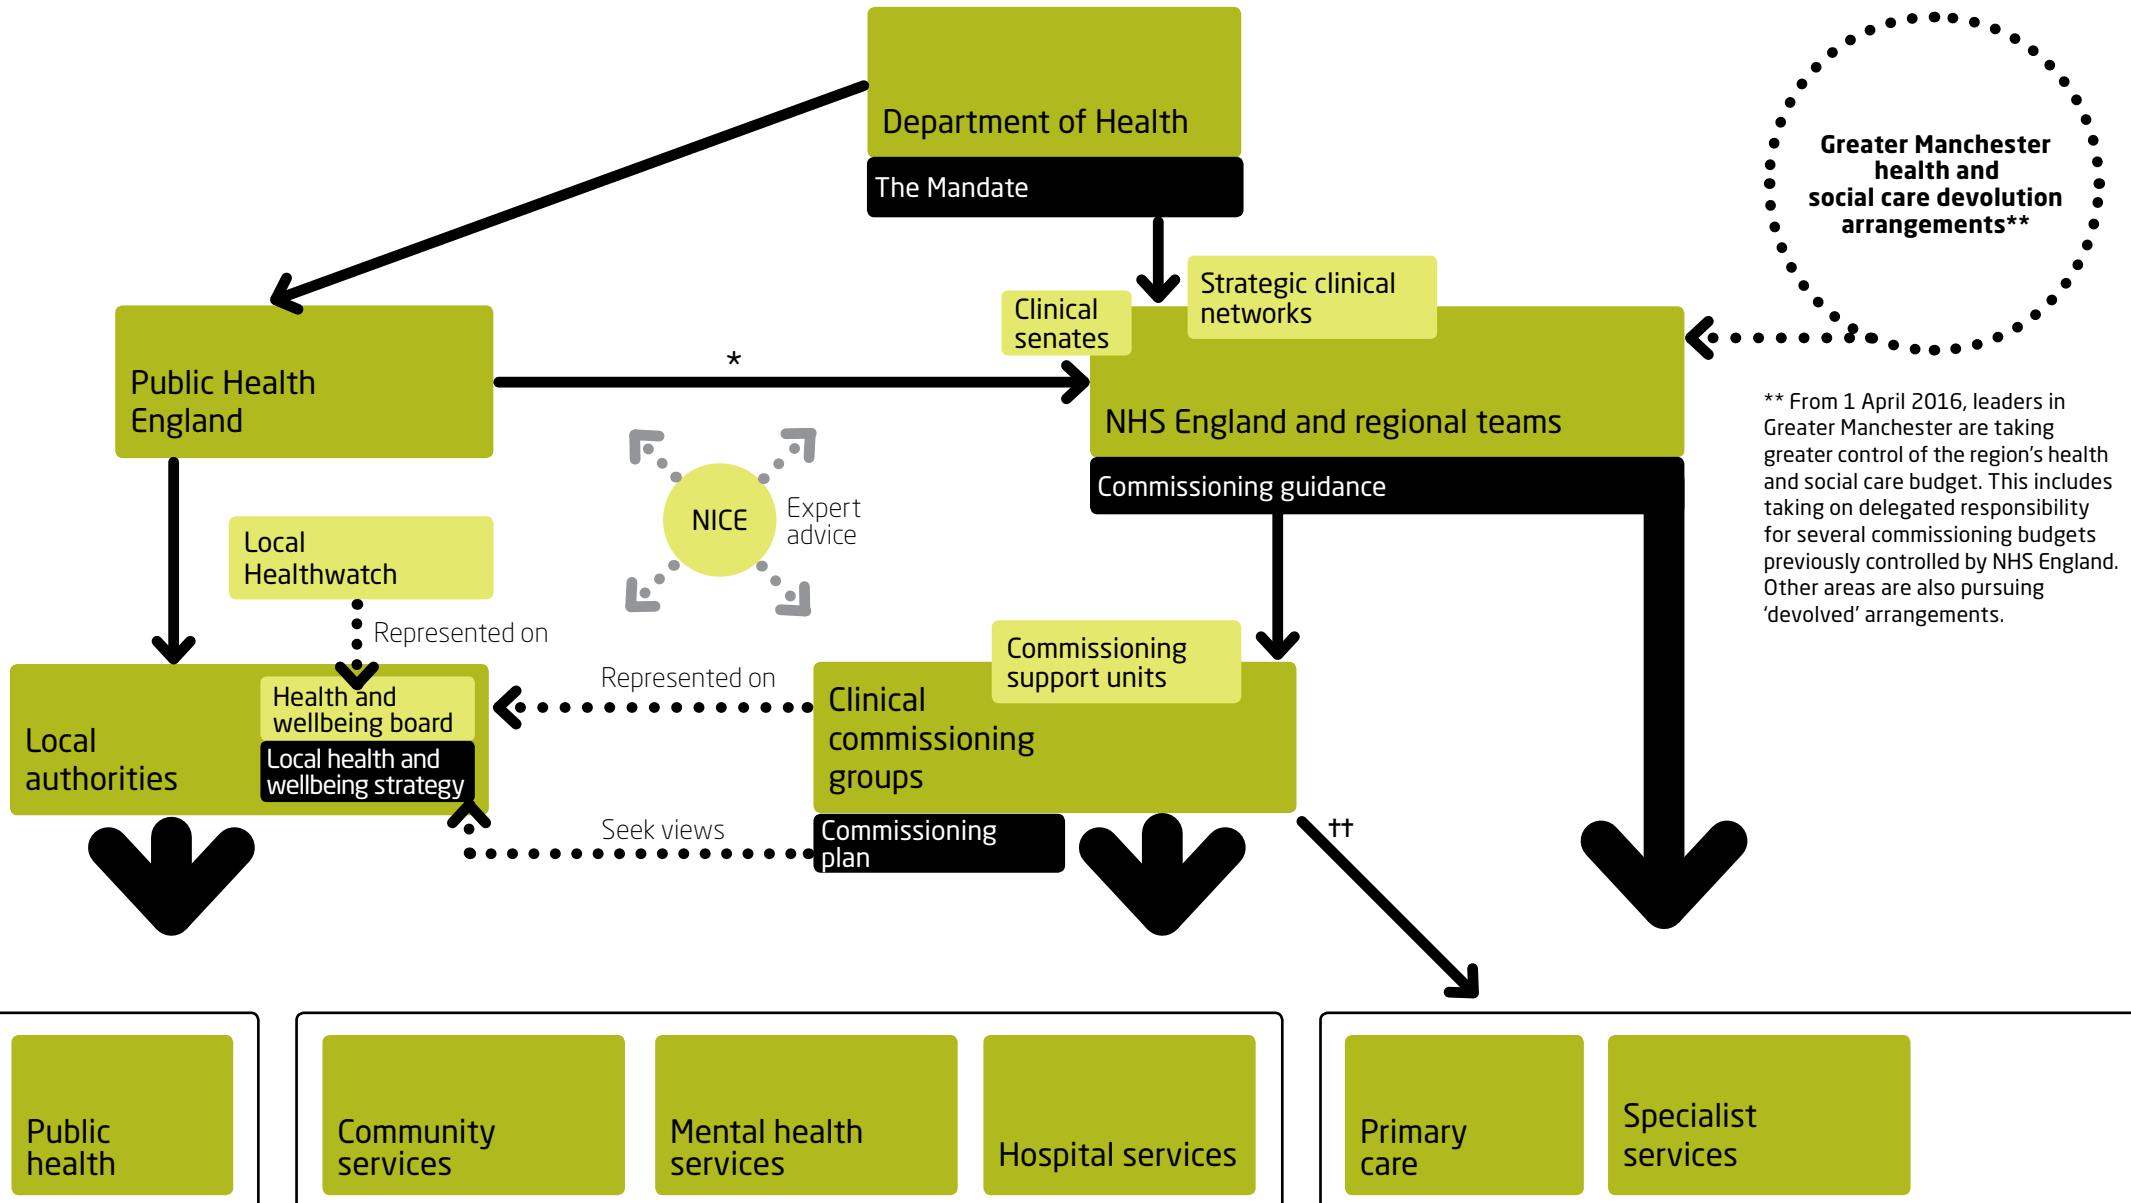 Department of Health
The Mandate
Greater Manchester
health and
social care devolution
arrangements**
Strategic clinical
networks
Clinical
senates
Public Health
England
*
NHS England and regional teams
Commissioning guidance
** From 1 April 2016, leaders in
Greater Manchester are taking
greater control of the region's health
and social care budget. This includes
taking on delegated responsibility
for several commissioning budgets
previously controlled by NHS England.
Other areas are also pursuing
‘devolved’ arrangements.
NICE
Expert
advice
Local
Healthwatch
Represented on
Health and
wellbeing board
Local
authorities
Local health and
wellbeing strategy
Represented on
Seek views
Commissioning
support units
Clinical
commissioning
groups
Commissioning
plan
††
Public
health
Community
services
Mental health
services
Hospital services
Primary
care
Specialist
services